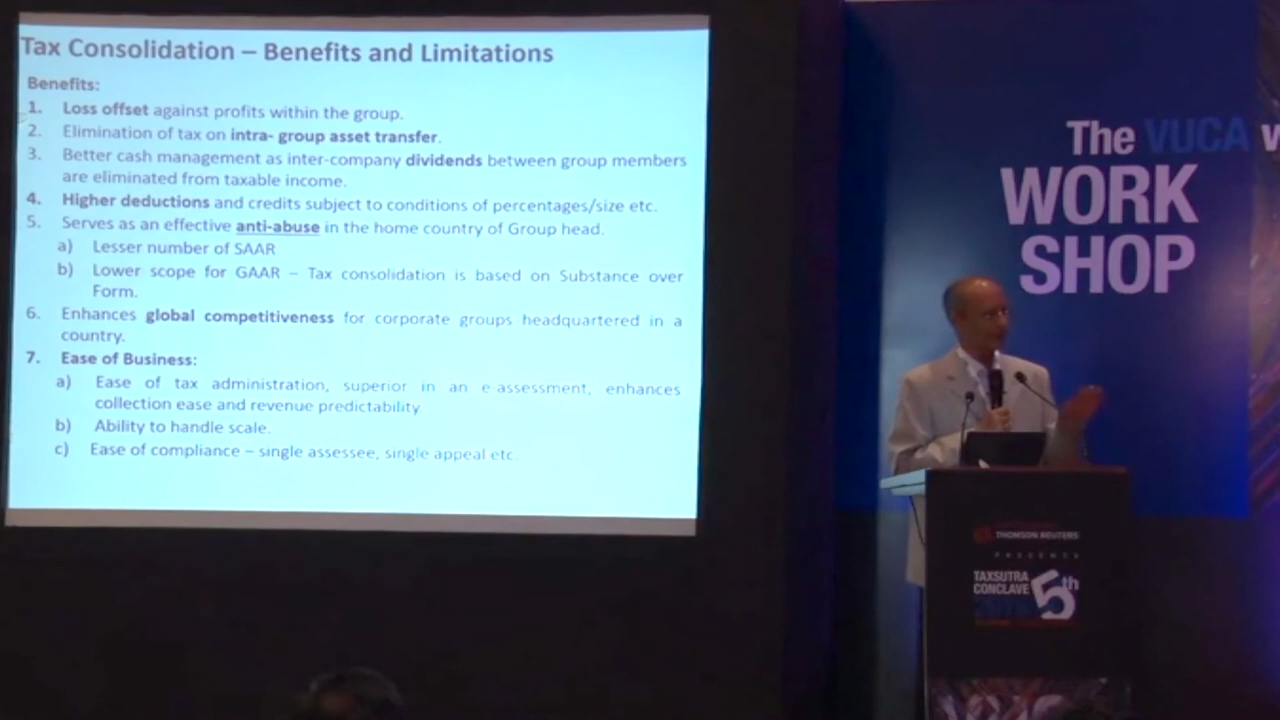 Tax Consolidation – Benefits and Limitations
Benefits:
1. Loss offset against profits within the group.
2. Elimination of tax on intra- group asset transfer.
3. Better cash management as inter-company dividends between group members
are eliminated from taxable income.
4. Higher deductions and credits subject to conditions of percentages/size etc.
5. Serves as an effective anti-abuse in the home country of Group head.
a) Lesser number of SAAR
b) Lower scope for GAAR – Tax consolidation is based on Substance over
Form.
6. Enhances global competitiveness for corporate groups headquartered in a
country.
7. Ease of Business:
a) Ease of tax administration, superior in an e-assessment, enhances
collection ease and revenue predictability.
b) Ability to handle scale.
c) Ease of compliance – single assessee, single appeal etc.
The VUCA
WORK
SHOP
THOMSON REUTERS
PRESENTS
TAXSUTRA
CONCLAVE
5th